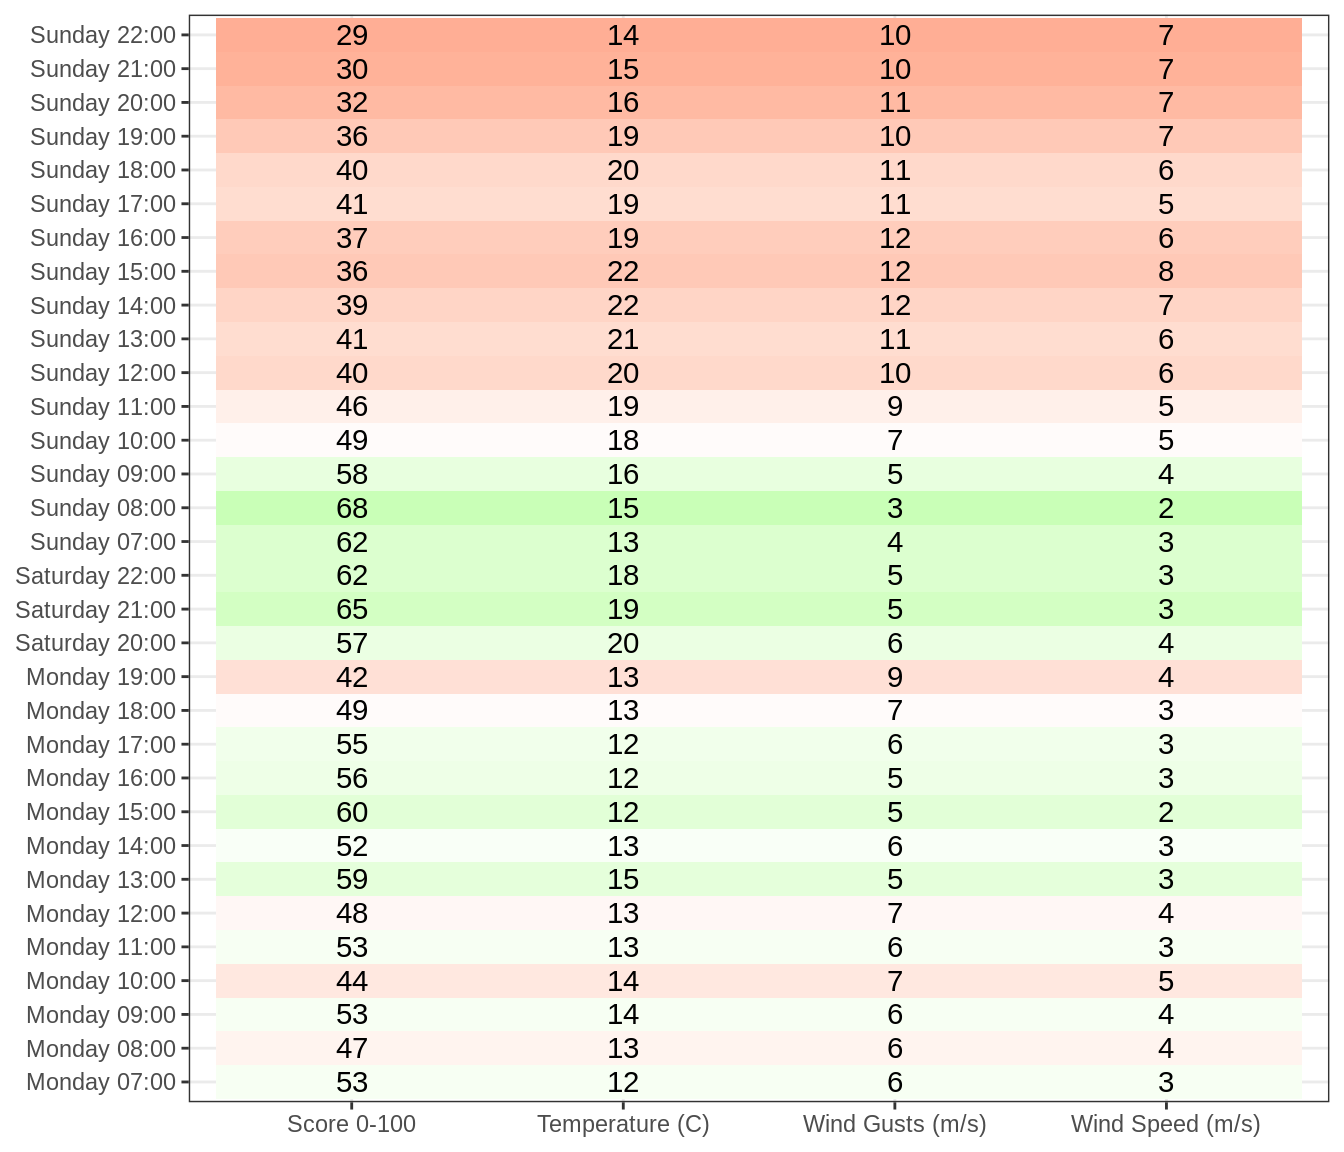 Sunday 22:00 29 14 10 7
Sunday 21:00 30 15 10 7
Sunday 20:00 32 16 11 7
Sunday 19:00 36 19 10 7
Sunday 18:00 40 20 11 6
Sunday 17:00 41 19 11 5
Sunday 16:00 37 19 12 6
Sunday 15:00 36 22 12 8
Sunday 14:00 39 22 12 7
Sunday 13:00 41 21 11 6
Sunday 12:00 40 20 10 6
Sunday 11:00 46 19 9 5
Sunday 10:00 49 18 7 5
Sunday 09:00 58 16 5 4
Sunday 08:00 68 15 3 2
Sunday 07:00 62 13 4 3
Saturday 22:00 62 18 5 3
Saturday 21:00 65 19 5 3
Saturday 20:00 57 20 6 4
Monday 19:00 42 13 9 4
Monday 18:00 49 13 7 3
Monday 17:00 55 12 6 3
Monday 16:00 56 12 5 3
Monday 15:00 60 12 5 2
Monday 14:00 52 13 6 3
Monday 13:00 59 15 5 3
Monday 12:00 48 13 7 4
Monday 11:00 53 13 6 3
Monday 10:00 44 14 7 5
Monday 09:00 53 14 6 4
Monday 08:00 47 13 6 4
Monday 07:00 53 12 6 3
Score 0-100 Temperature (C) Wind Gusts (m/s) Wind Speed (m/s)